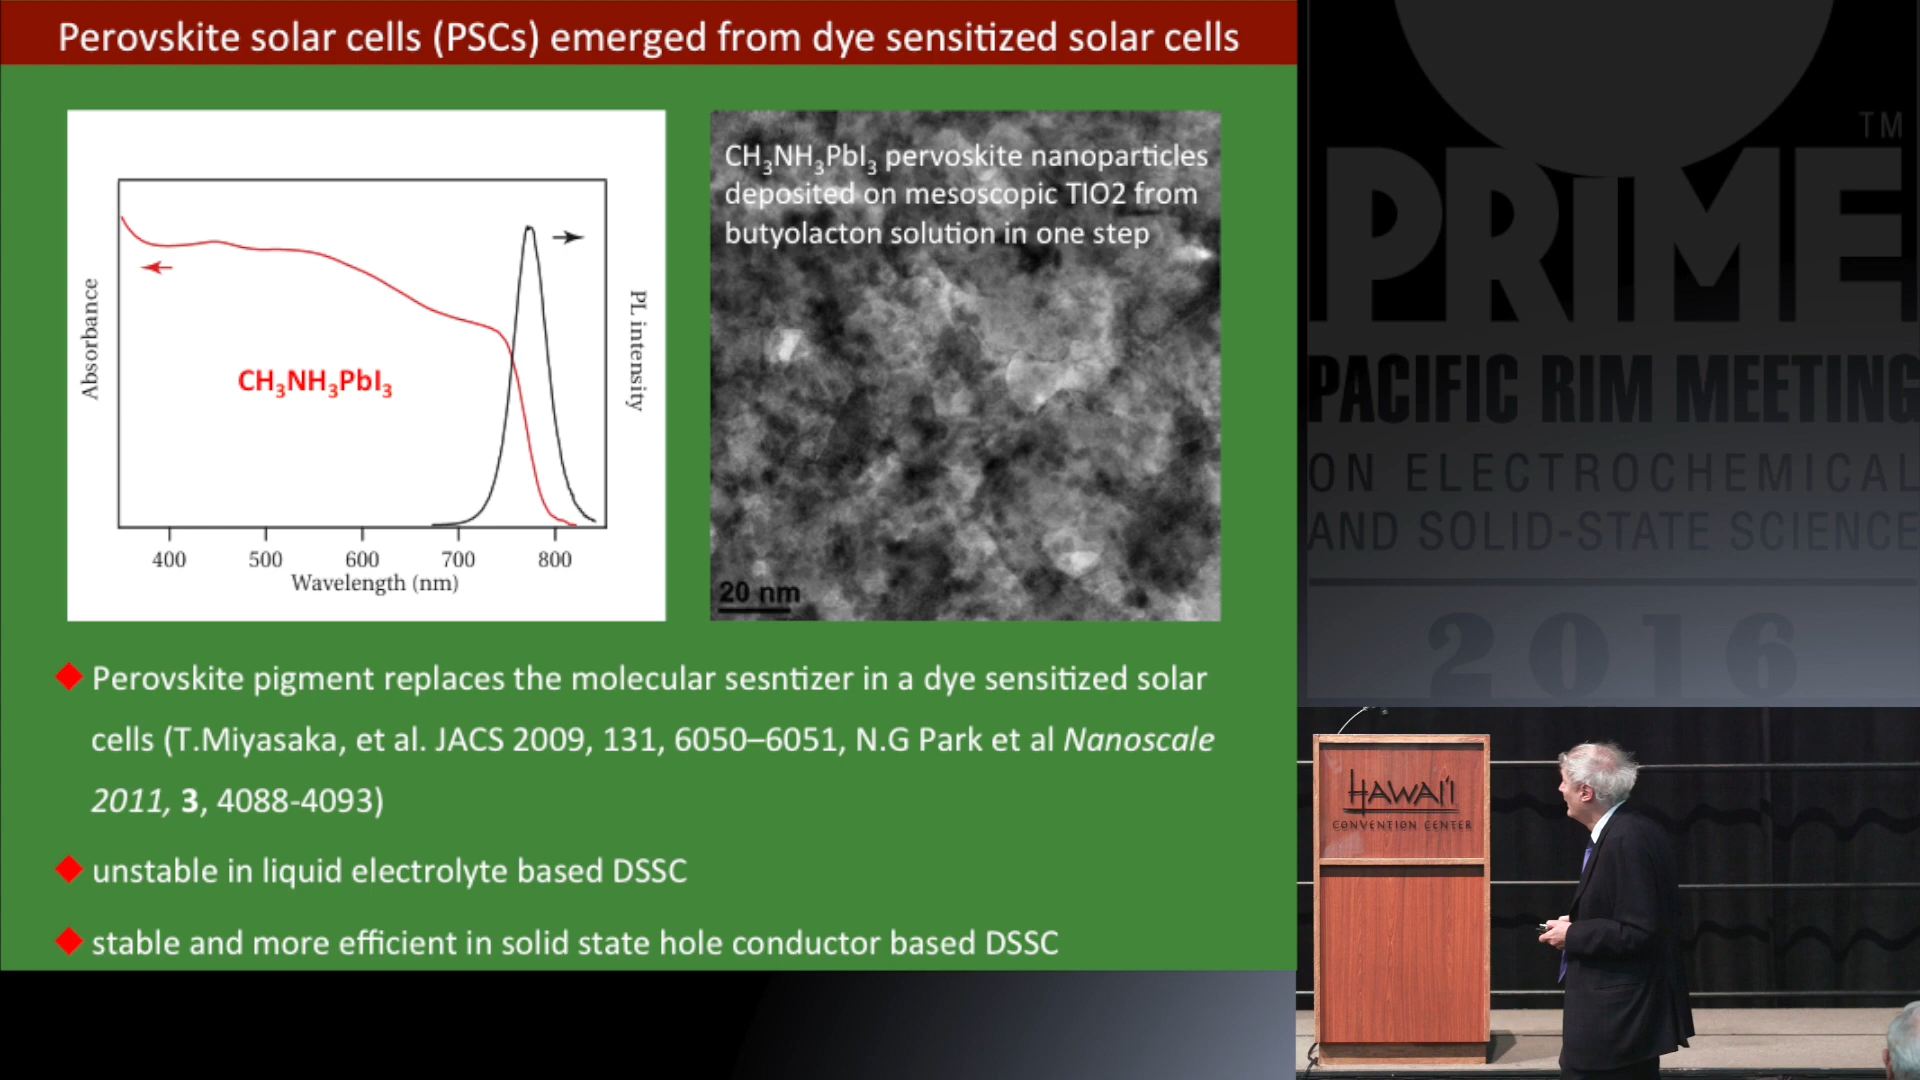 Perovskite solar cells (PSCs) emerged from dye sensitized solar cells
Absorbance
PL intensity
CH3NH3PbI3
400 500 600 700 800
Wavelength (nm)
CH3NH3PbI3 pervoskite nanoparticles
deposited on mesoscopic TIO2 from
butyolacton solution in one step
20 nm
Perovskite pigment replaces the molecular sesntizer in a dye sensitized solar
cells (T.Miyasaka, et al. JACS 2009, 131, 6050–6051, N.G Park et al Nanoscale
2011, 3, 4088-4093)
unstable in liquid electrolyte based DSSC
stable and more efficient in solid state hole conductor based DSSC
TM
PRiME
PACIFIC RIM MEETING
ON ELECTROCHEMICAL
AND SOLID-STATE SCIENCE
2016
HAWAI'I
CONVENTION CENTER